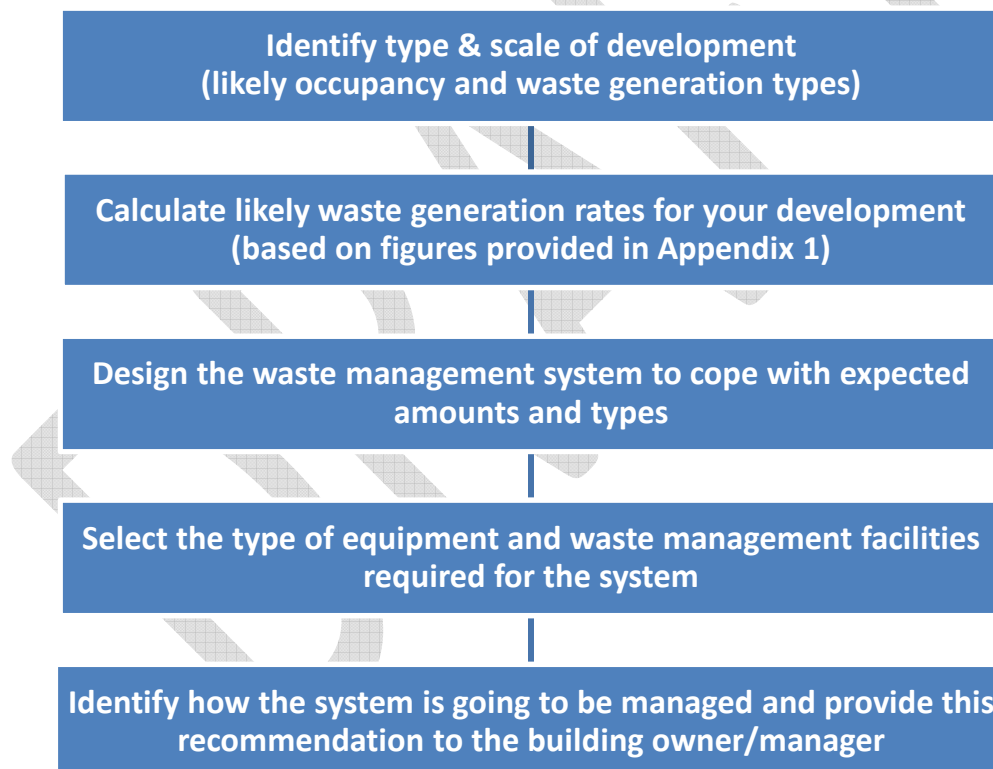 Identify type & scale of development
(likely occupancy and waste generation types)
Calculate likely waste generation rates for your development
(based on figures provided in Appendix 1)
Design the waste management system to cope with expected
amounts and types
Select the type of equipment and waste management facilities
required for the system
Identify how the system is going to be managed and provide this
recommendation to the building owner/manager